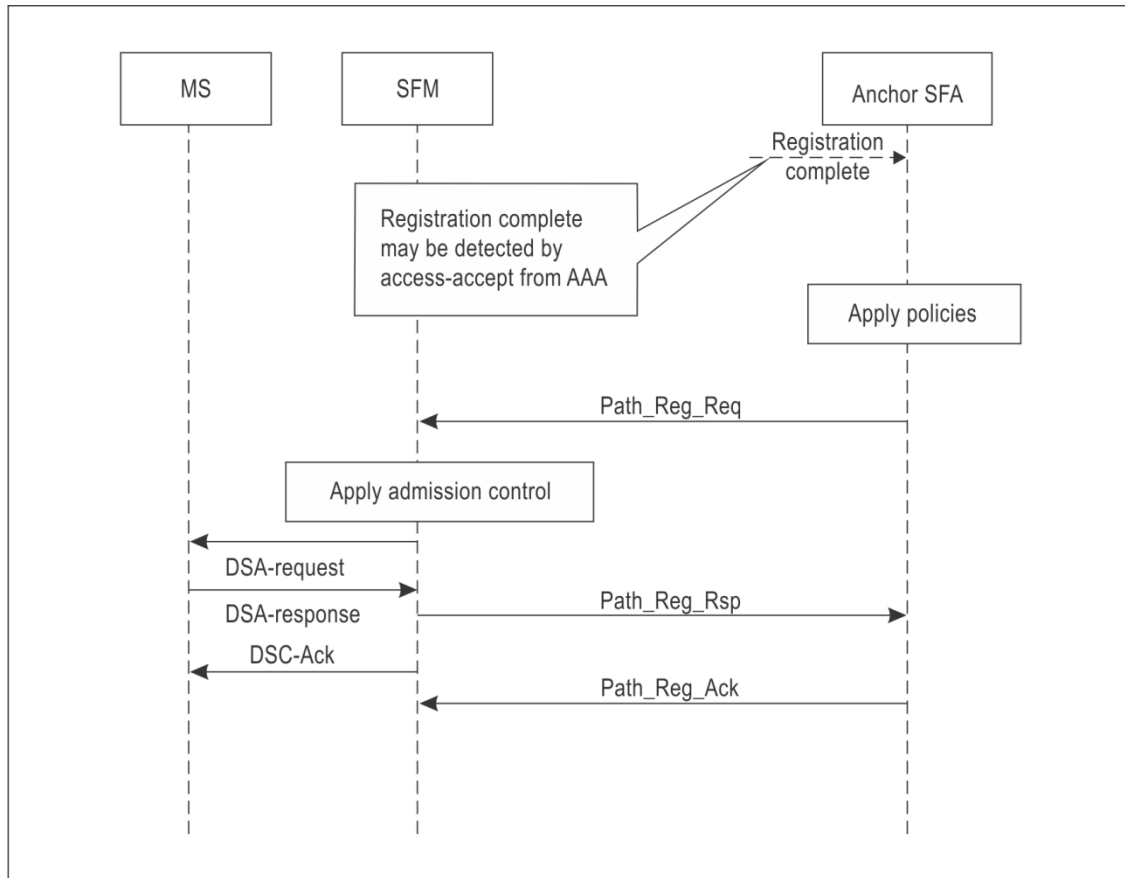 MS
SFM
Anchor SFA
Registration
complete
Registration complete
may be detected by
access-accept from AAA
Apply policies
Path_Reg_Req
Apply admission control
DSA-request
DSA-response
Path_Reg_Rsp
DSC-Ack
Path_Reg_Ack